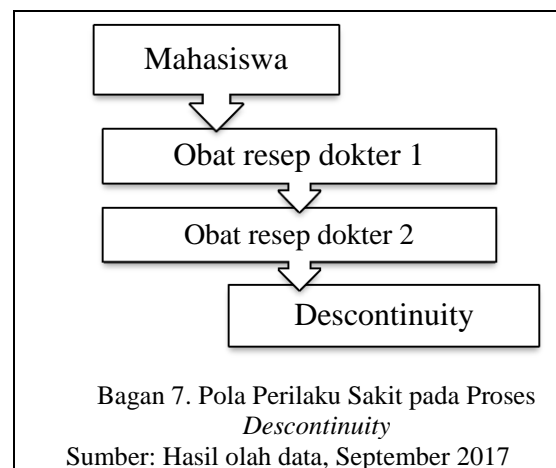 Mahasiswa
Obat resep dokter 1
Obat resep dokter 2
Descontinuity
Bagan 7. Pola Perilaku Sakit pada Proses
Descontinuity
Sumber: Hasil olah data, September 2017